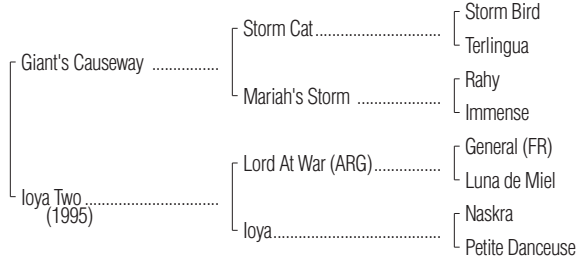 Storm Bird
Storm Cat
Terlingua
Giant's Causeway
Rahy
Mariah's Storm
Immense
General (FR)
Lord At War (ARG)
Luna de Miel
Ioya Two
(1995)
Naskra
Ioya
Petite Danceuse